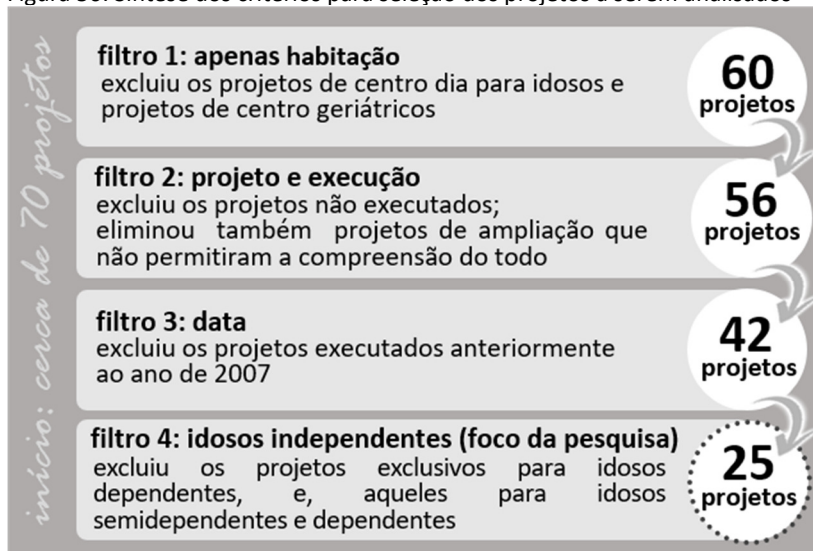 Figura 30: Síntese dos critérios para seleção dos projetos a serem analisados
início: cerca de 70 projetos
filtro 1: apenas habitação
excluiu os projetos de centro dia para idosos e
projetos de centro geriátricos
60
projetos
filtro 2: projeto e execução
excluiu os projetos não executados;
eliminou também projetos de ampliação que
não permitiram a compreensão do todo
56
projetos
filtro 3: data
excluiu os projetos executados anteriormente
ao ano de 2007
42
projetos
filtro 4: idosos independentes (foco da pesquisa)
excluiu os projetos exclusivos para idosos
dependentes, e, aqueles para idosos
semidependentes e dependentes
25
projetos